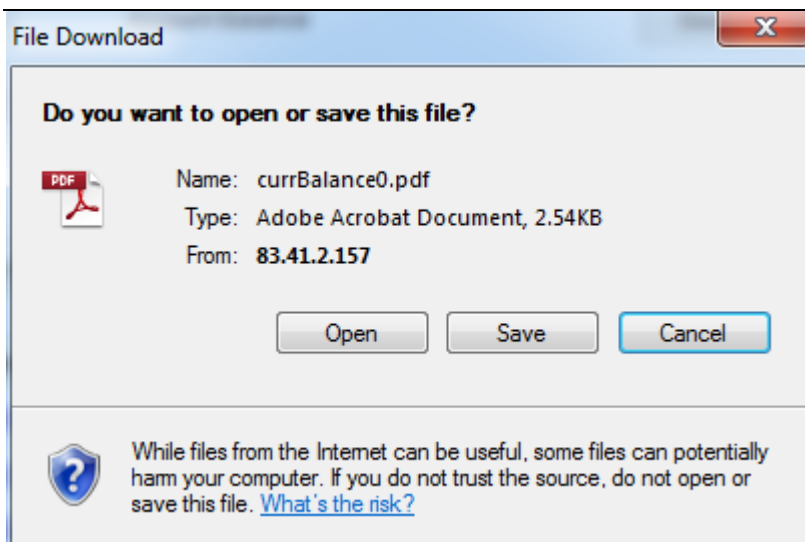 File Download
Do you want to open or save this file?
PDF
Name: currBalance0.pdf
Type: Adobe Acrobat Document, 2.54KB
From: 83.41.2.157
Open Save Cancel
While files from the Internet can be useful, some files can potentially
harm your computer. If you do not trust the source, do not open or
save this file. What's the risk?